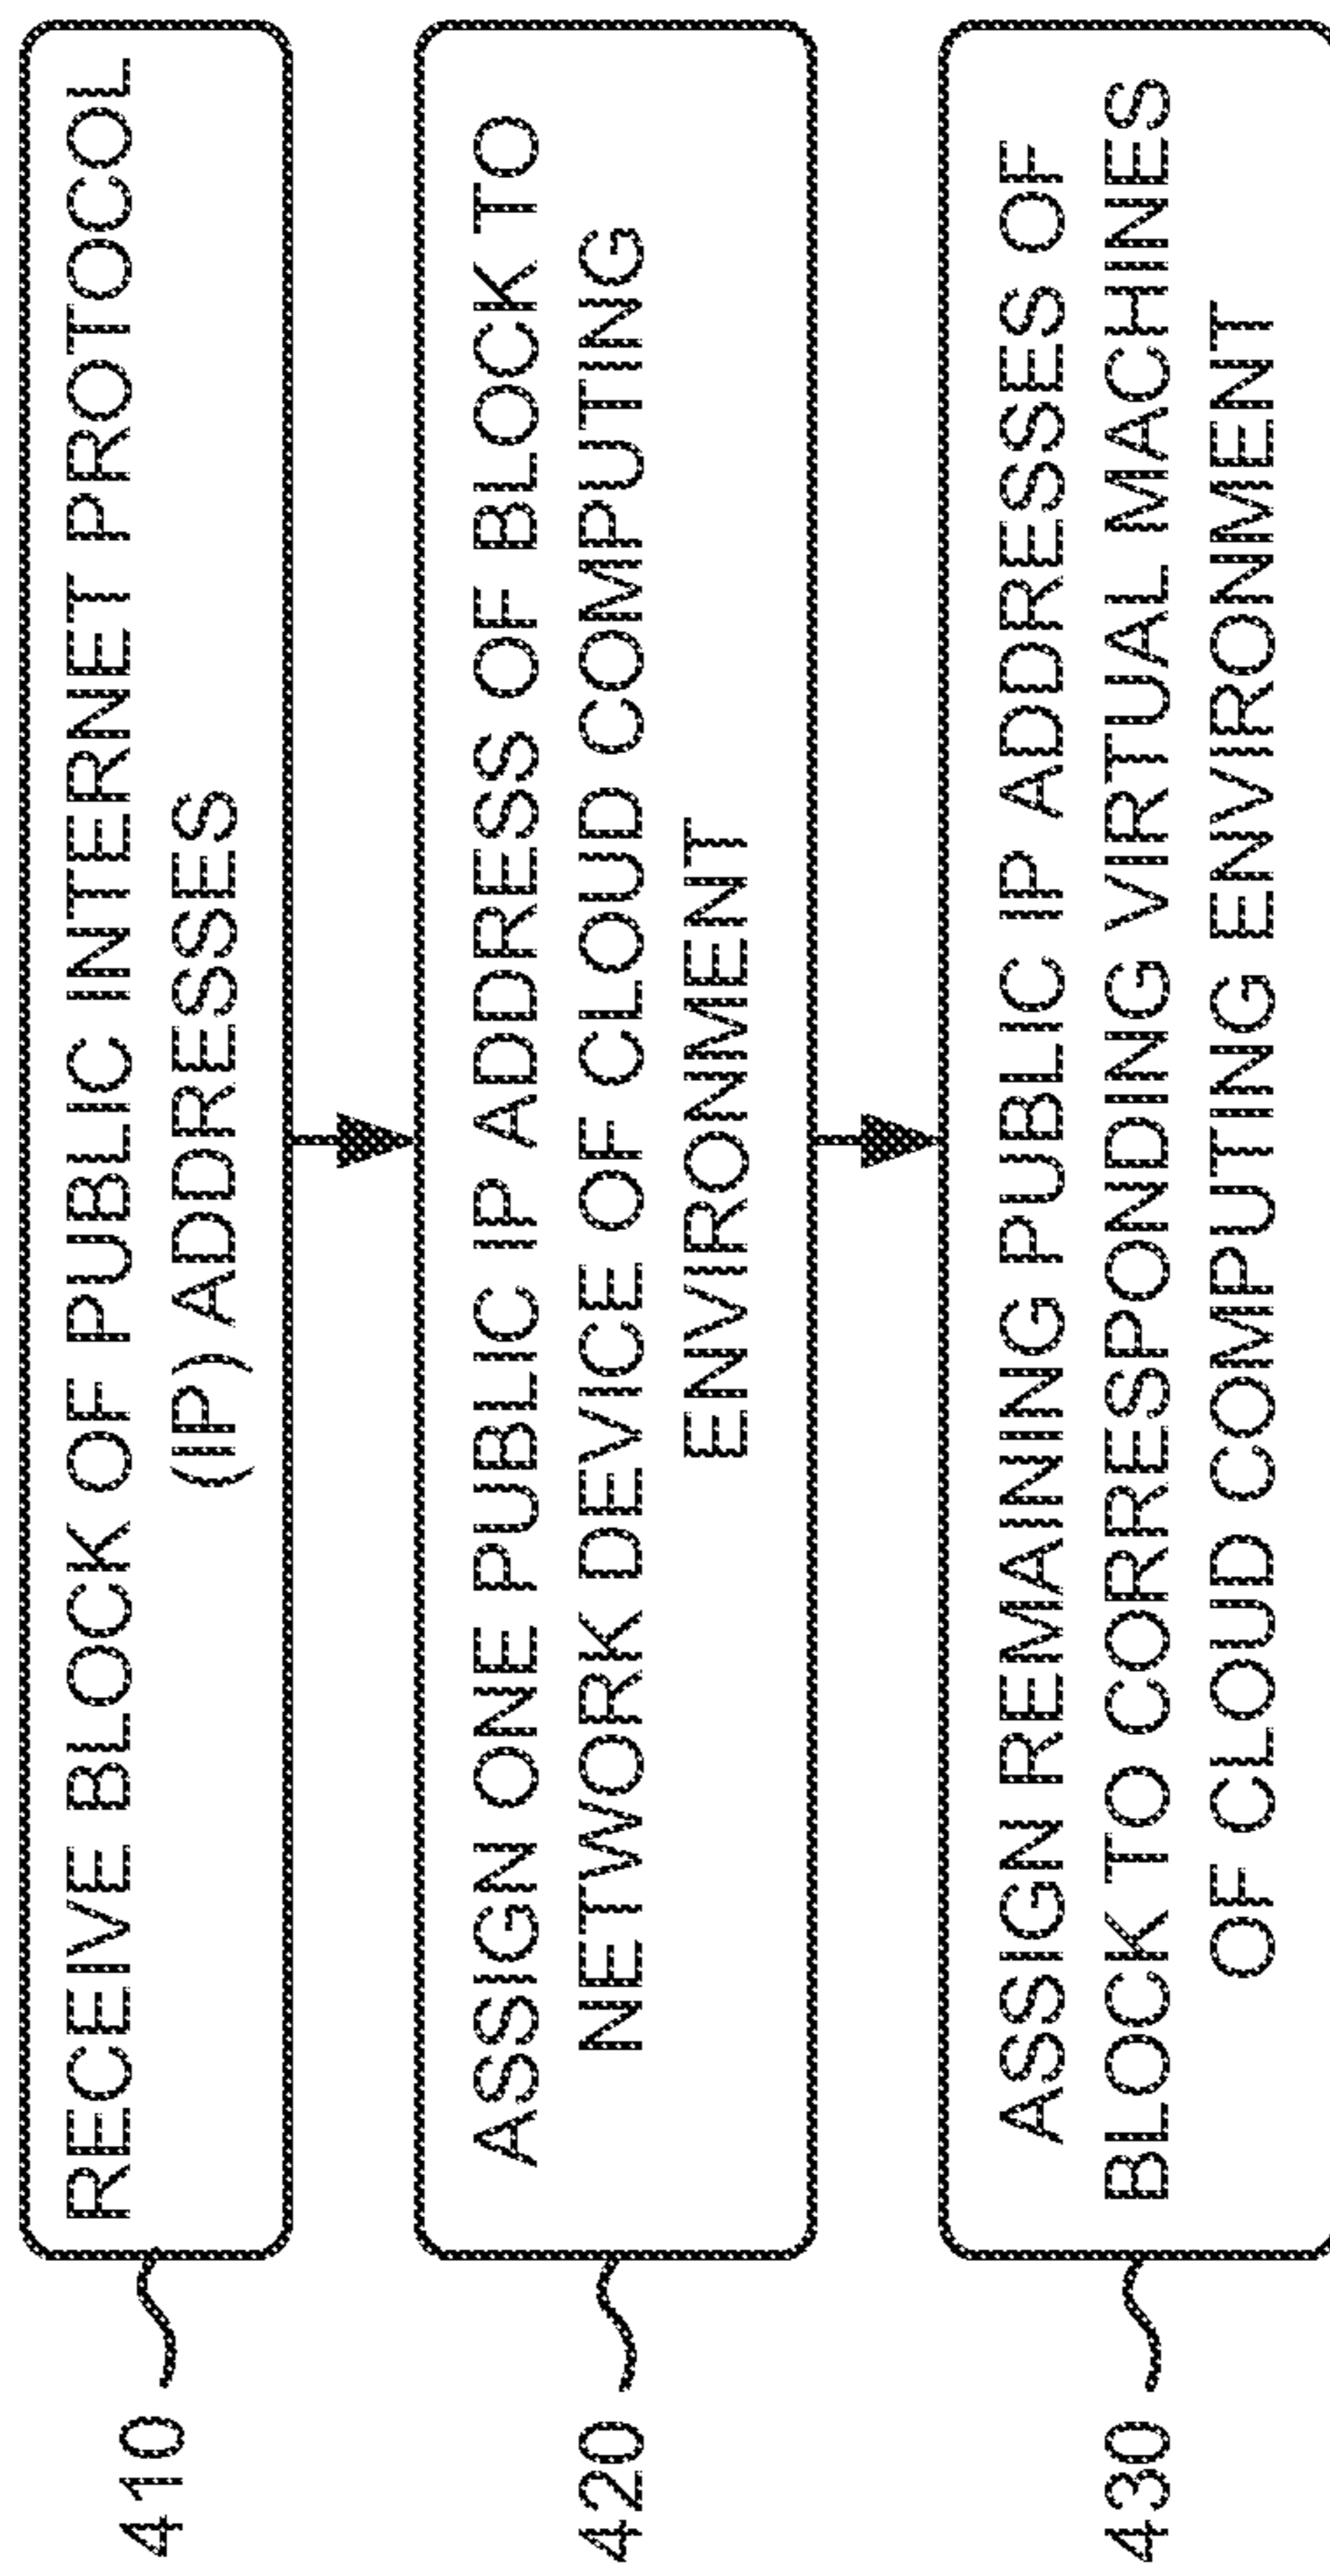 410
RECEIVE BLOCK OF PUBLIC INTERNET PROTOCOL
(IP) ADDRESSES
420
ASSIGN ONE PUBLIC IP ADDRESS OF BLOCK TO
NETWORK DEVICE OF CLOUD COMPUTING
ENVIRONMENT
430
ASSIGN REMAINING PUBLIC IP ADDRESSES OF
BLOCK TO CORRESPONDING VIRTUAL MACHINES
OF CLOUD COMPUTING ENVIRONMENT